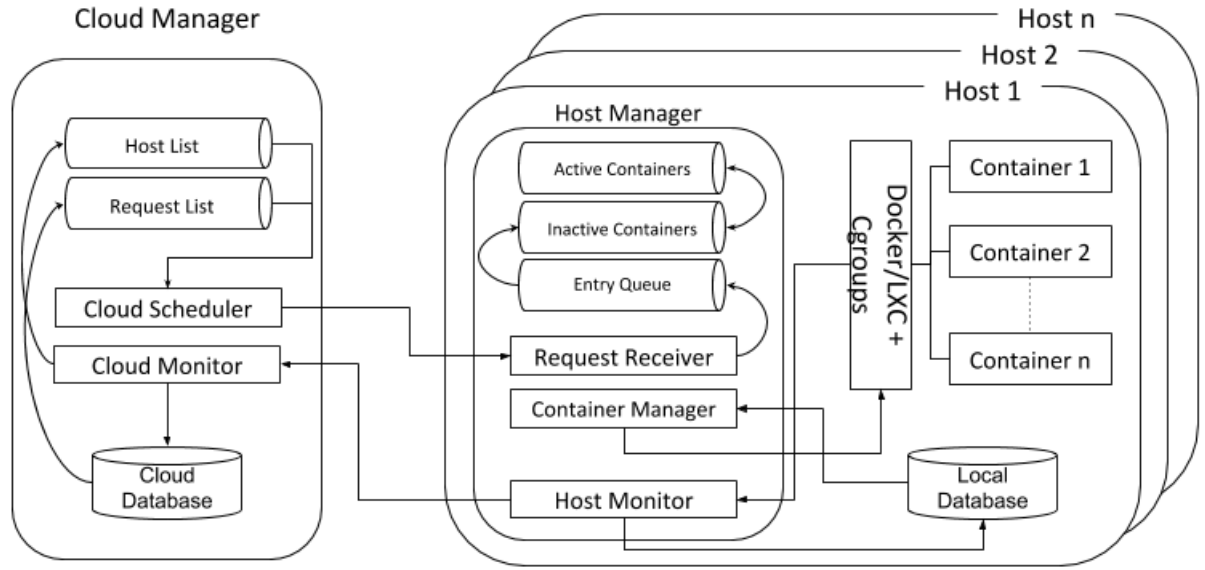 Cloud Manager
Host n
Host 2
Host 1
Host Manager
Host List
Request List
Cloud Scheduler
Cloud Monitor
Cloud
Database
Active Containers
Inactive Containers
Entry Queue
Request Receiver
Container Manager
Host Monitor
Docker/LXC +
Cgroups
Container 1
Container 2
Container n
Local
Database